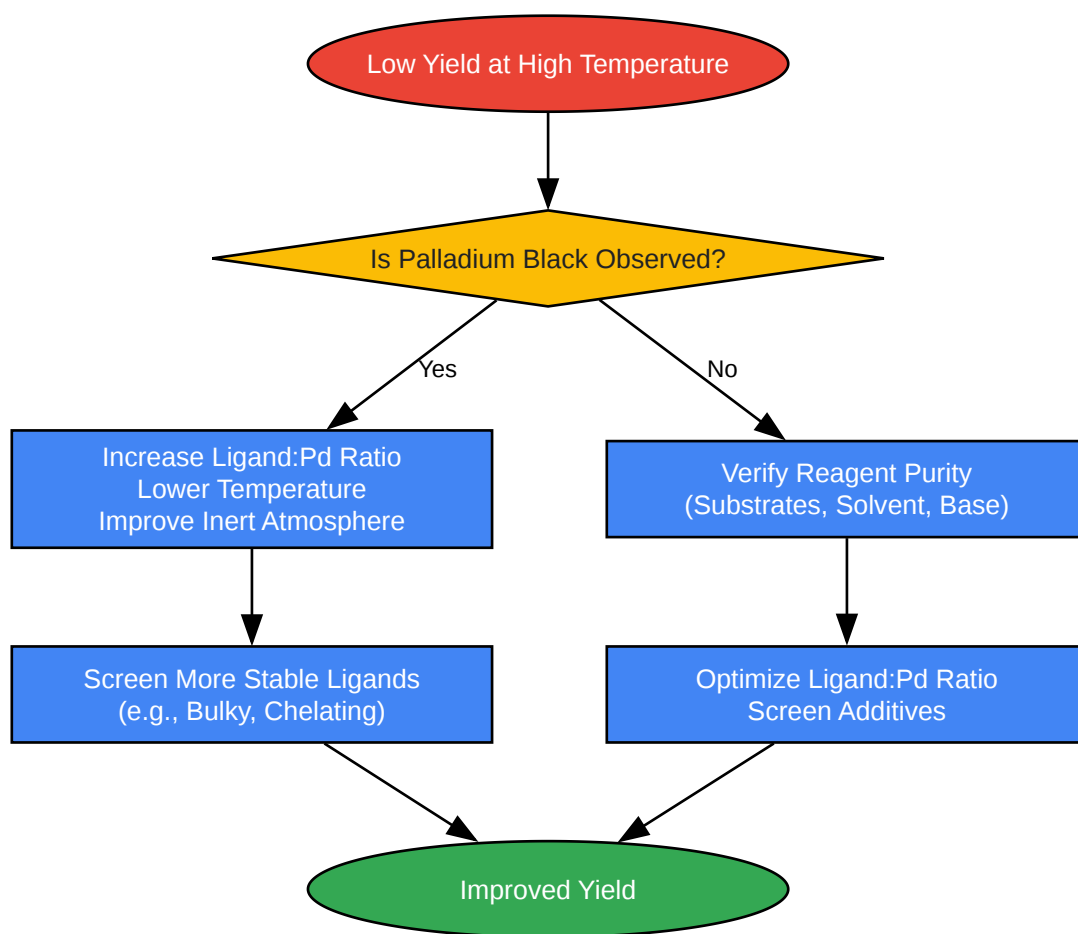 Low Yield at High Temperature
Is Palladium Black Observed?
Yes
No
Increase Ligand:Pd Ratio
Lower Temperature
Improve Inert Atmosphere
Verify Reagent Purity
(Substrates, Solvent, Base)
Screen More Stable Ligands
(e.g., Bulky, Chelating)
Optimize Ligand:Pd Ratio
Screen Additives
Improved Yield